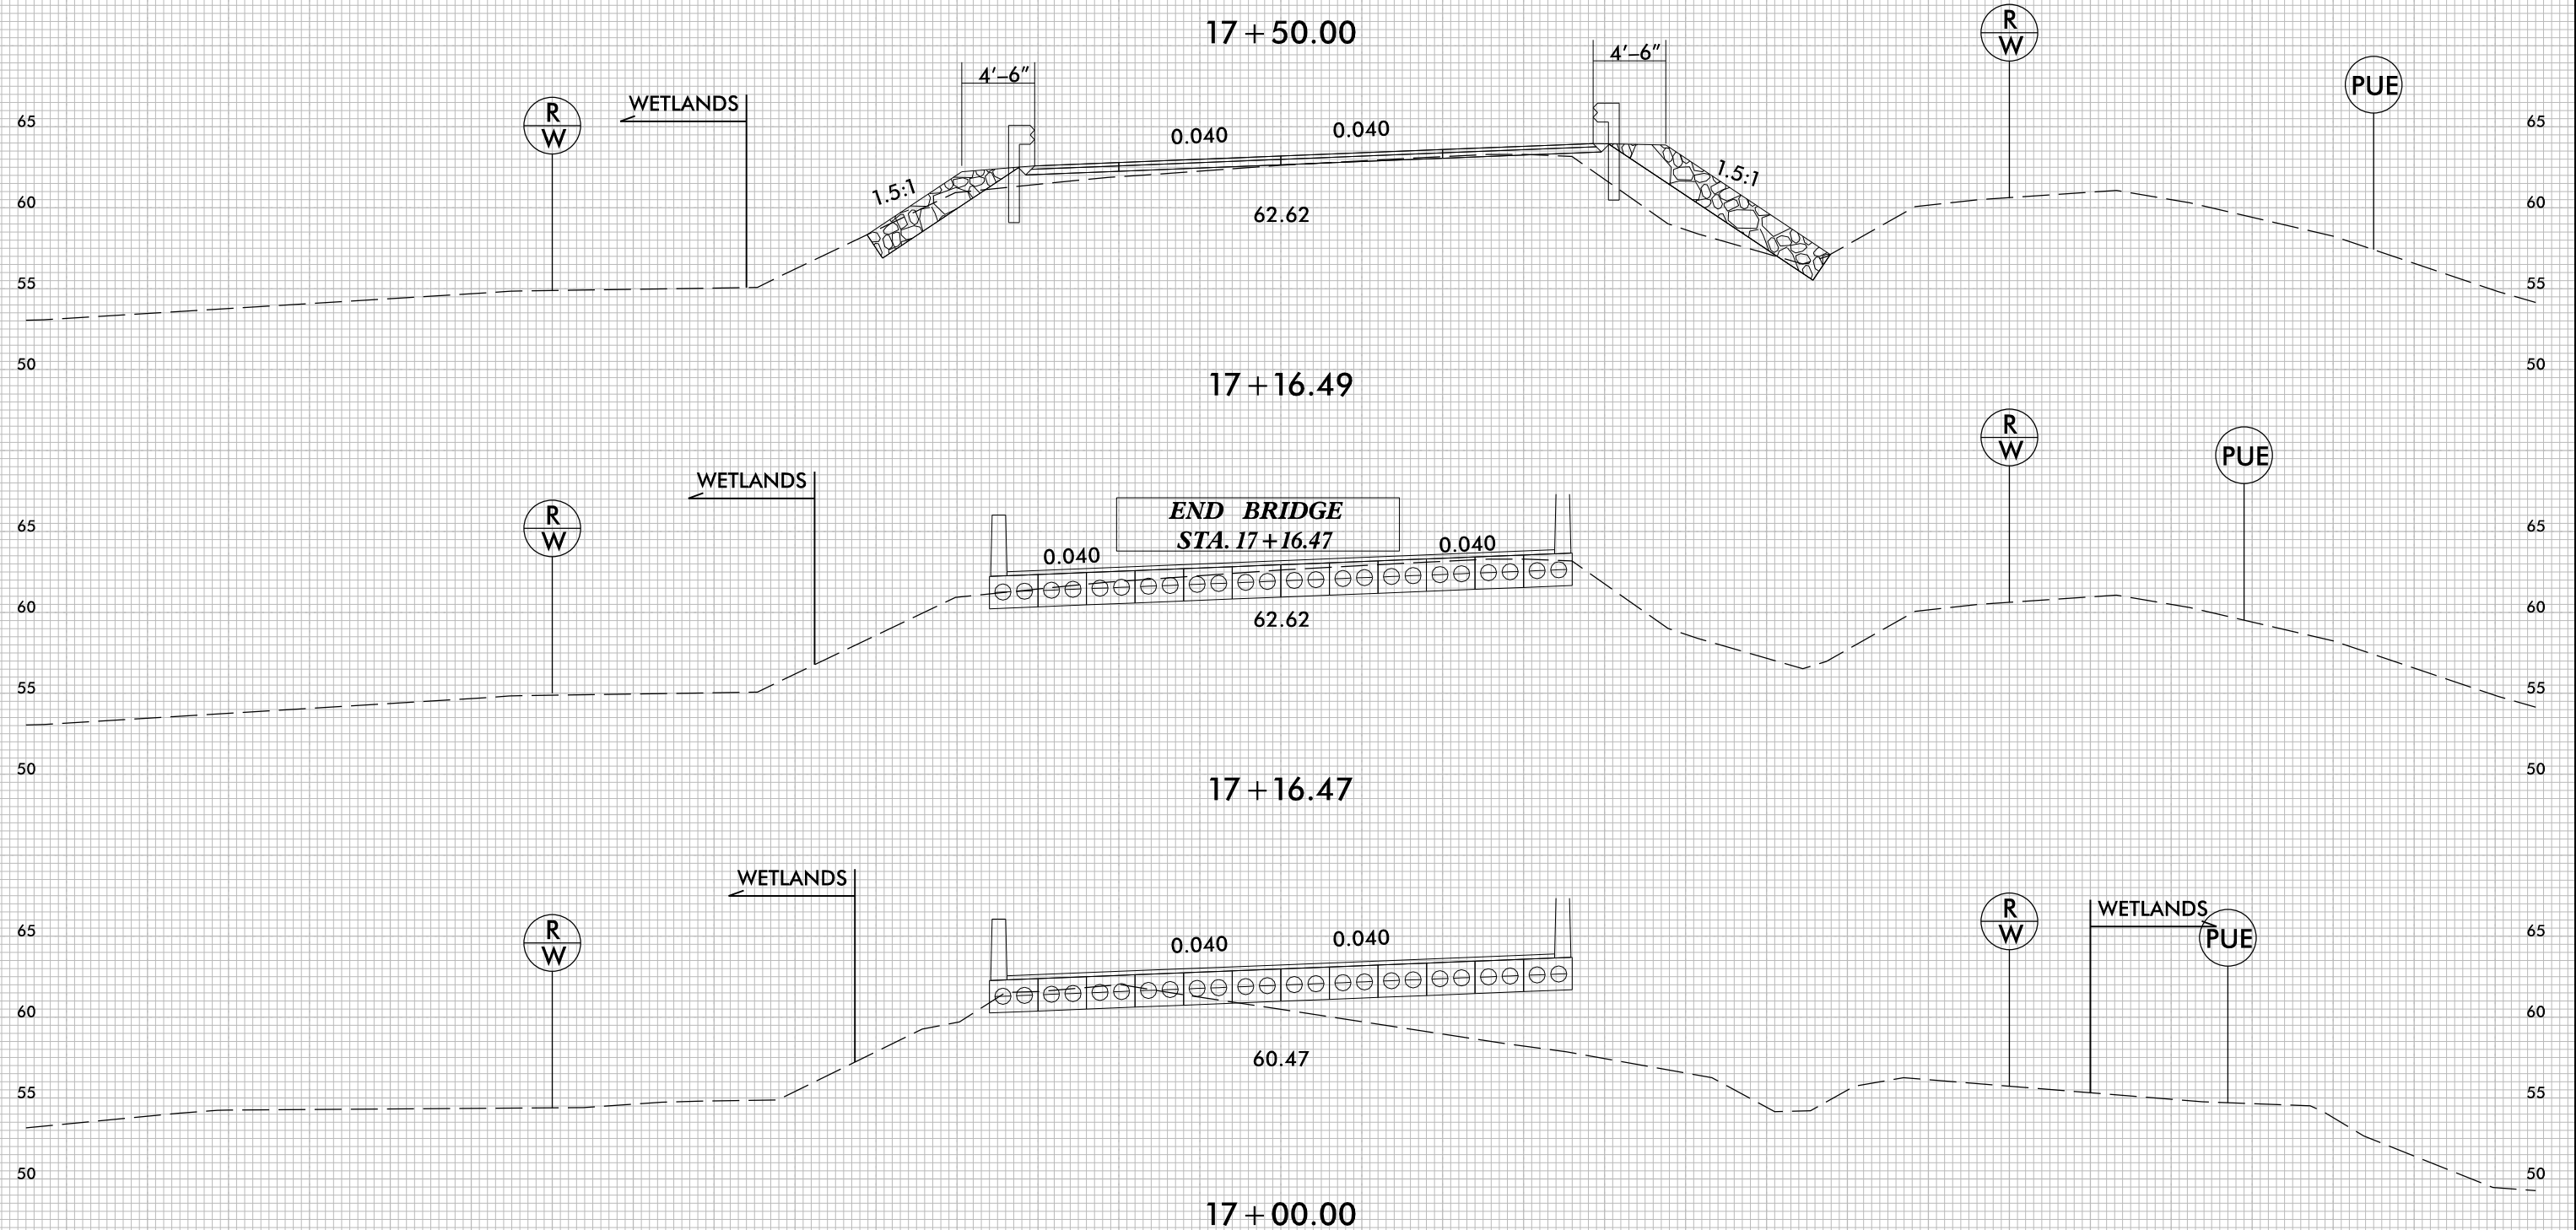 17+50.00
R
W
4'-6"
4'-6"
R
W
PUE
WETLANDS
65
0.040
0.040
65
1.5:1
1.5:1
60
62.62
60
55
55
50
50
17+16.49
R
W
PUE
WETLANDS
R
W
65
END BRIDGE
STA. 17+16.47
65
0.040
0.040
60
62.62
60
55
55
50
50
17+16.47
WETLANDS
R
W
WETLANDS
PUE
R
W
65
0.040
0.040
65
60
60
60.47
55
55
50
50
17+00.00